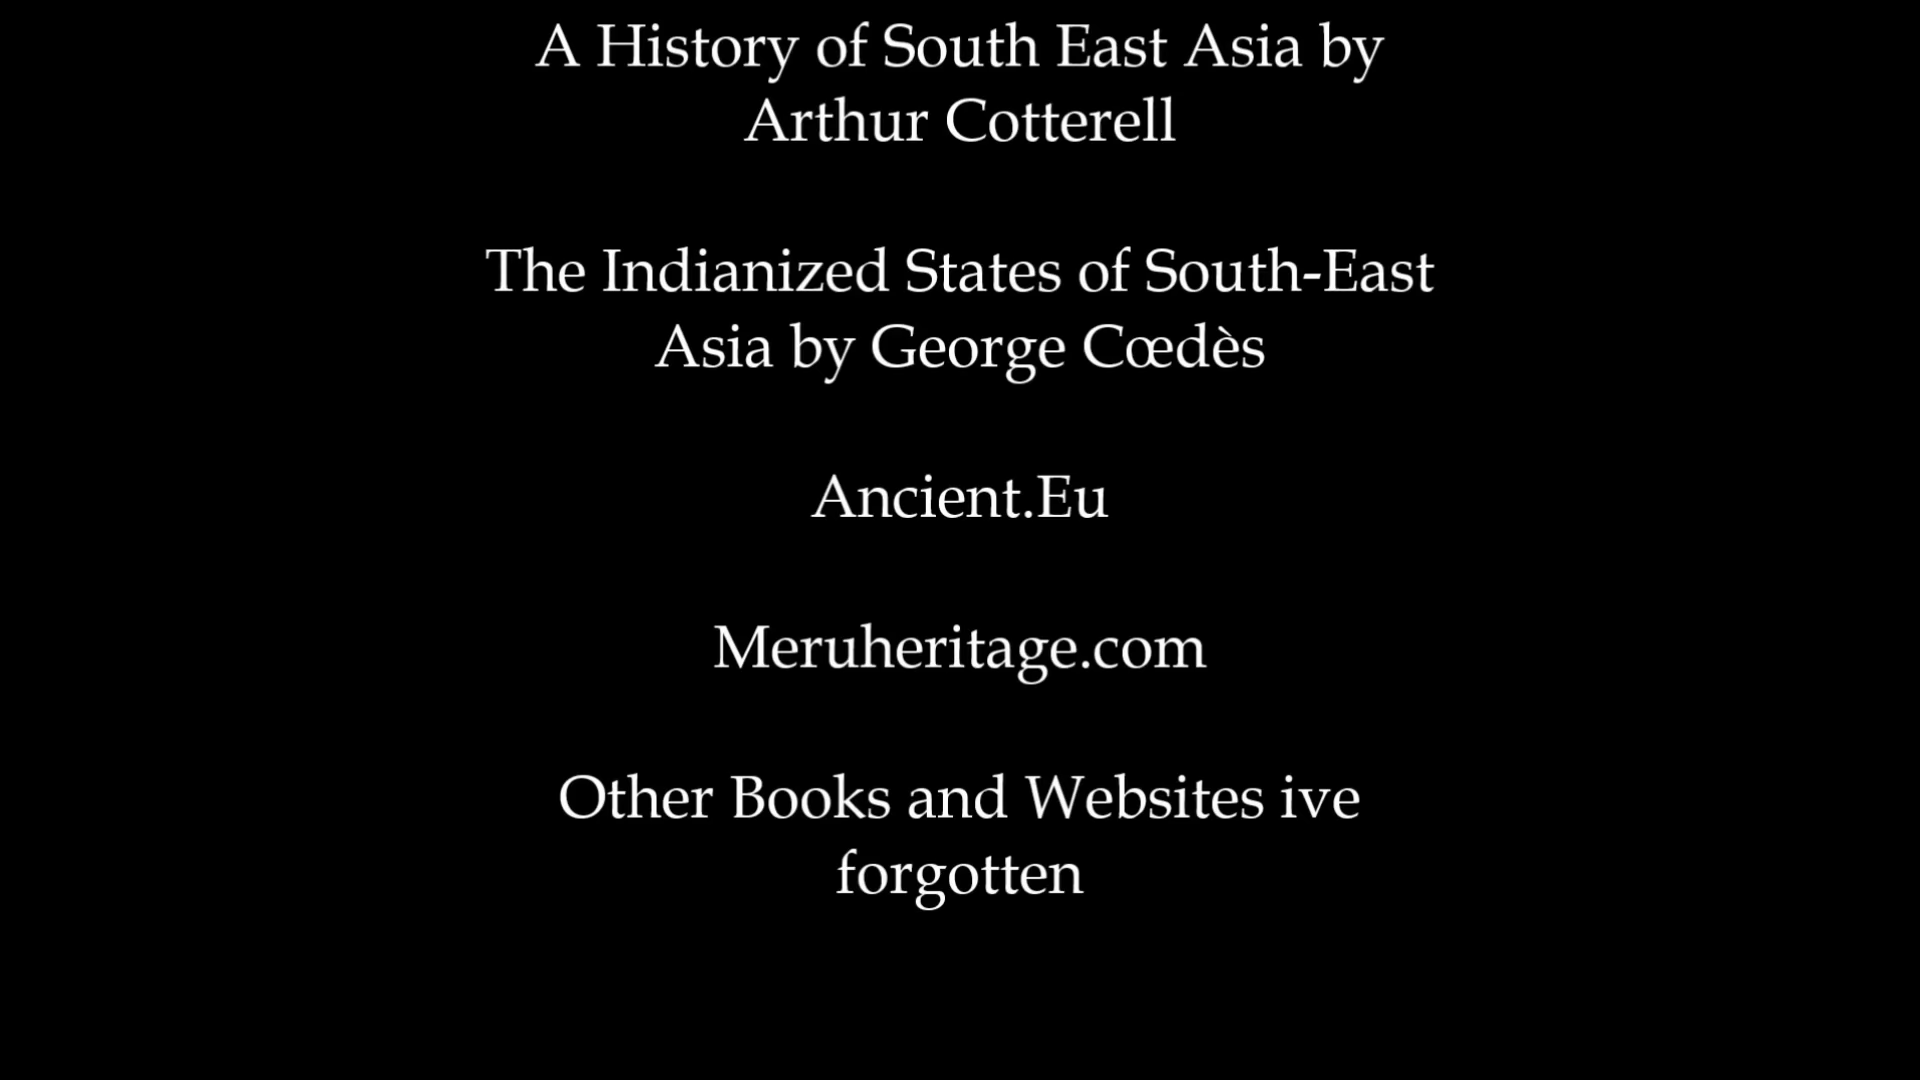 A History of South East Asia by
Arthur Cotterell
The Indianized States of South-East
Asia by George Cœdès
Ancient.Eu
Meruheritage.com
Other Books and Websites ive
forgotten